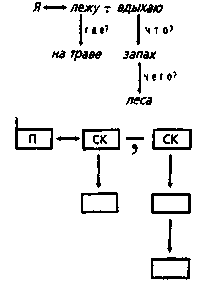 Я лежу вдыхаю
где? что?
на траве запах
чего?
леса
П СК , СК